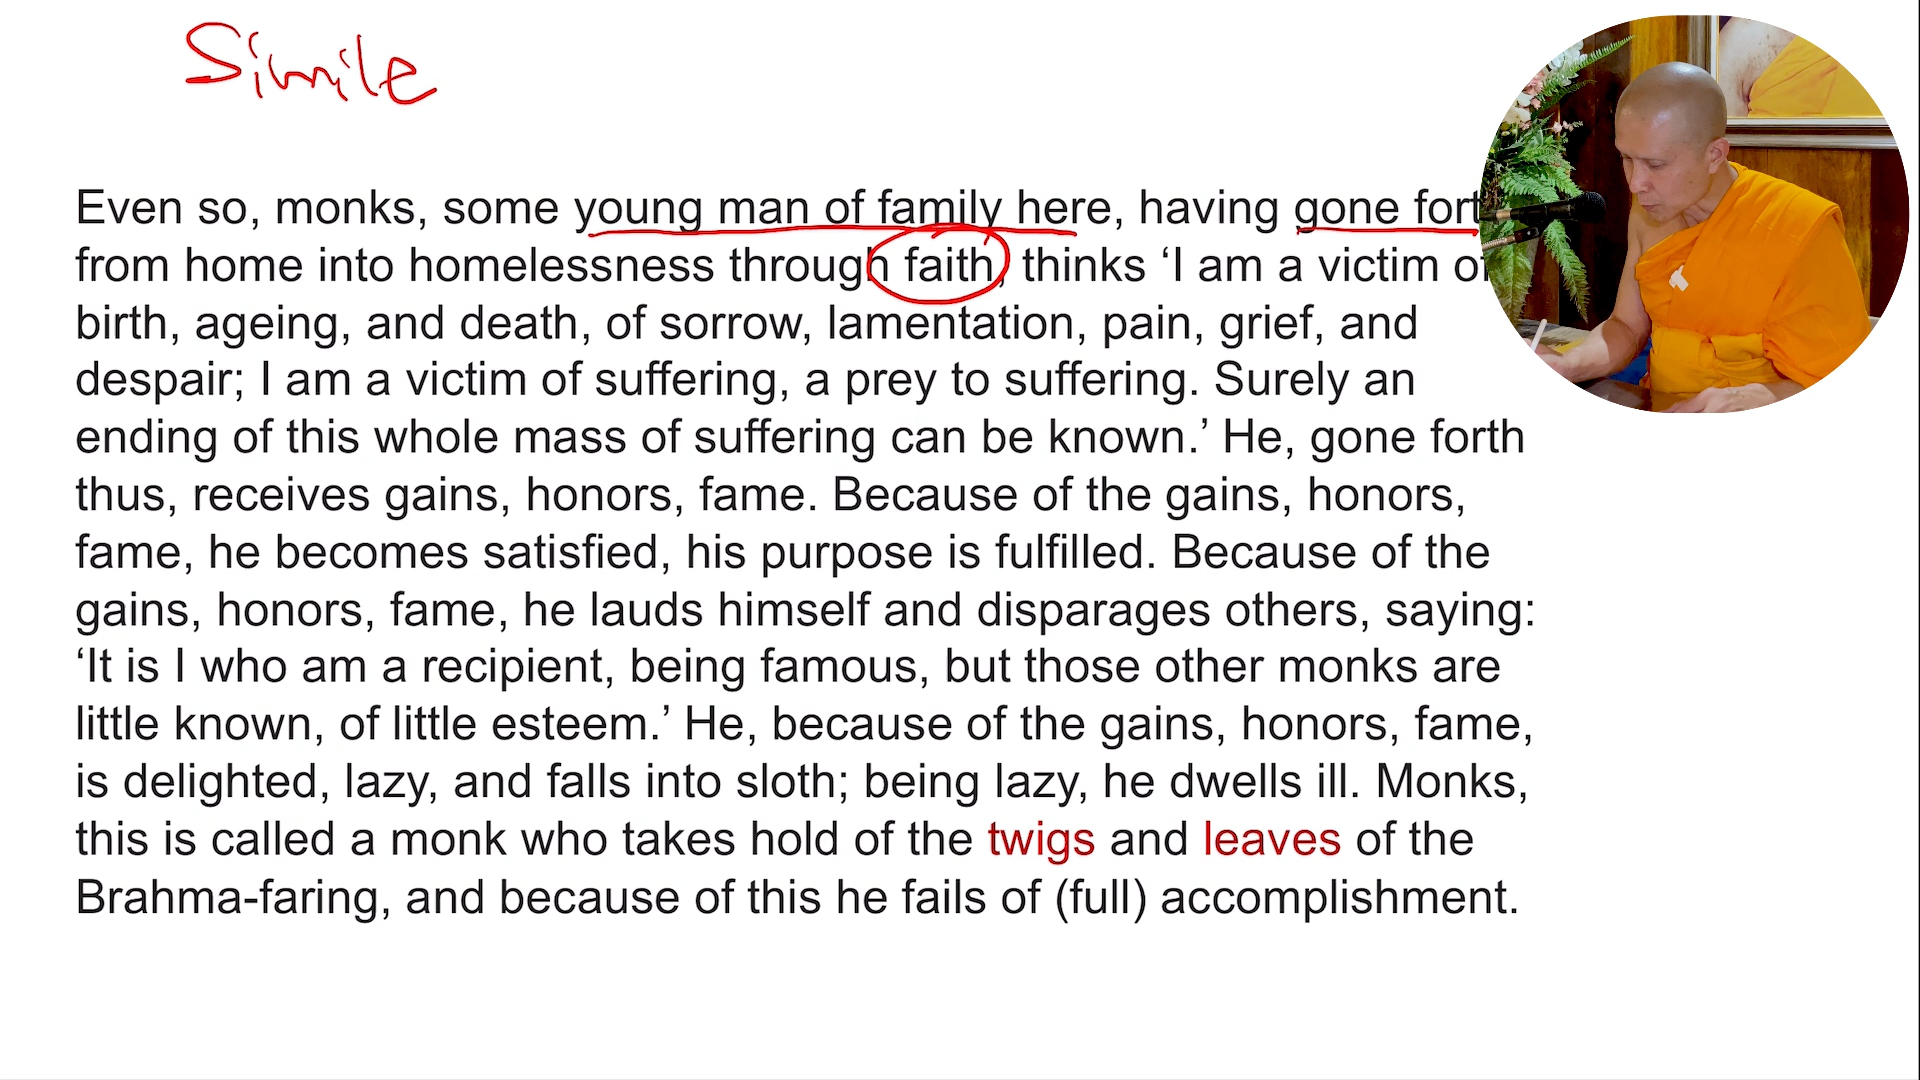 Simile
Even so, monks, some young man of family here, having gone fort
from home into homelessness through faith, thinks ‘I am a victim of
birth, ageing, and death, of sorrow, lamentation, pain, grief, and
despair; I am a victim of suffering, a prey to suffering. Surely an
ending of this whole mass of suffering can be known.’ He, gone forth
thus, receives gains, honors, fame. Because of the gains, honors,
fame, he becomes satisfied, his purpose is fulfilled. Because of the
gains, honors, fame, he lauds himself and disparages others, saying:
‘It is I who am a recipient, being famous, but those other monks are
little known, of little esteem.’ He, because of the gains, honors, fame,
is delighted, lazy, and falls into sloth; being lazy, he dwells ill. Monks,
this is called a monk who takes hold of the twigs and leaves of the
Brahma-faring, and because of this he fails of (full) accomplishment.